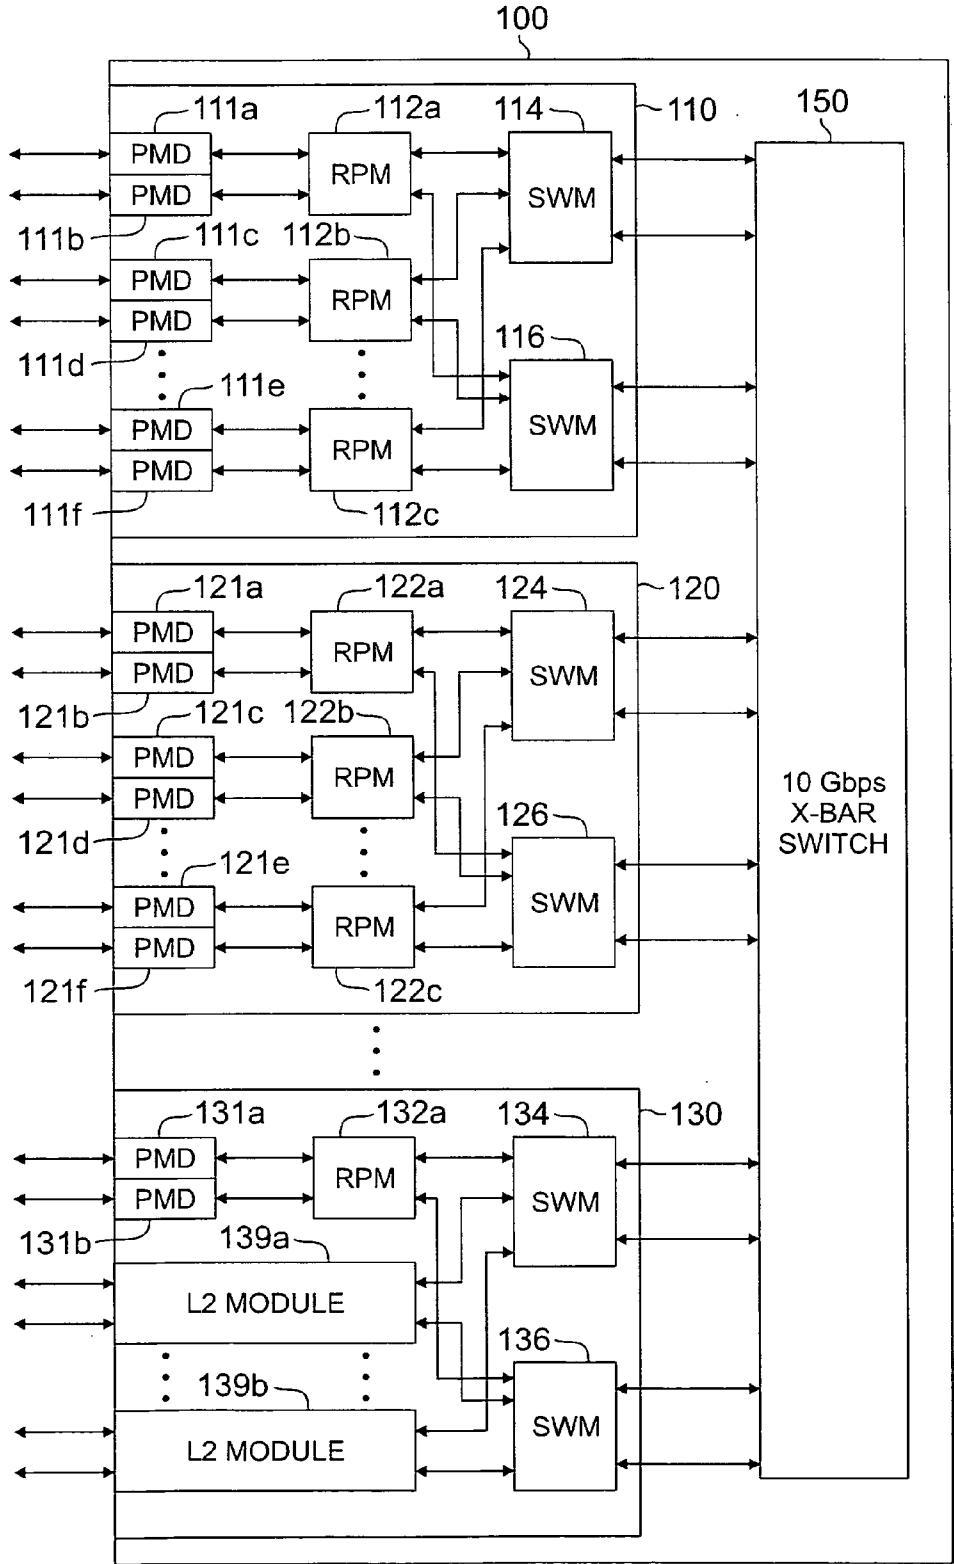 100
111a
112a
114
110
150
PMD
RPM
SWM
PMD
111b
111c
112b
PMD
RPM
PMD
111d
116
111e
PMD
RPM
SWM
PMD
111f
112c
121a
122a
124
120
PMD
RPM
SWM
PMD
121b
121c
122b
PMD
RPM
PMD
121d
126
10 Gbps
X-BAR
SWITCH
121e
PMD
RPM
SWM
PMD
121f
122c
131a
132a
134
130
PMD
RPM
SWM
PMD
131b
139a
L2 MODULE
136
139b
L2 MODULE
SWM